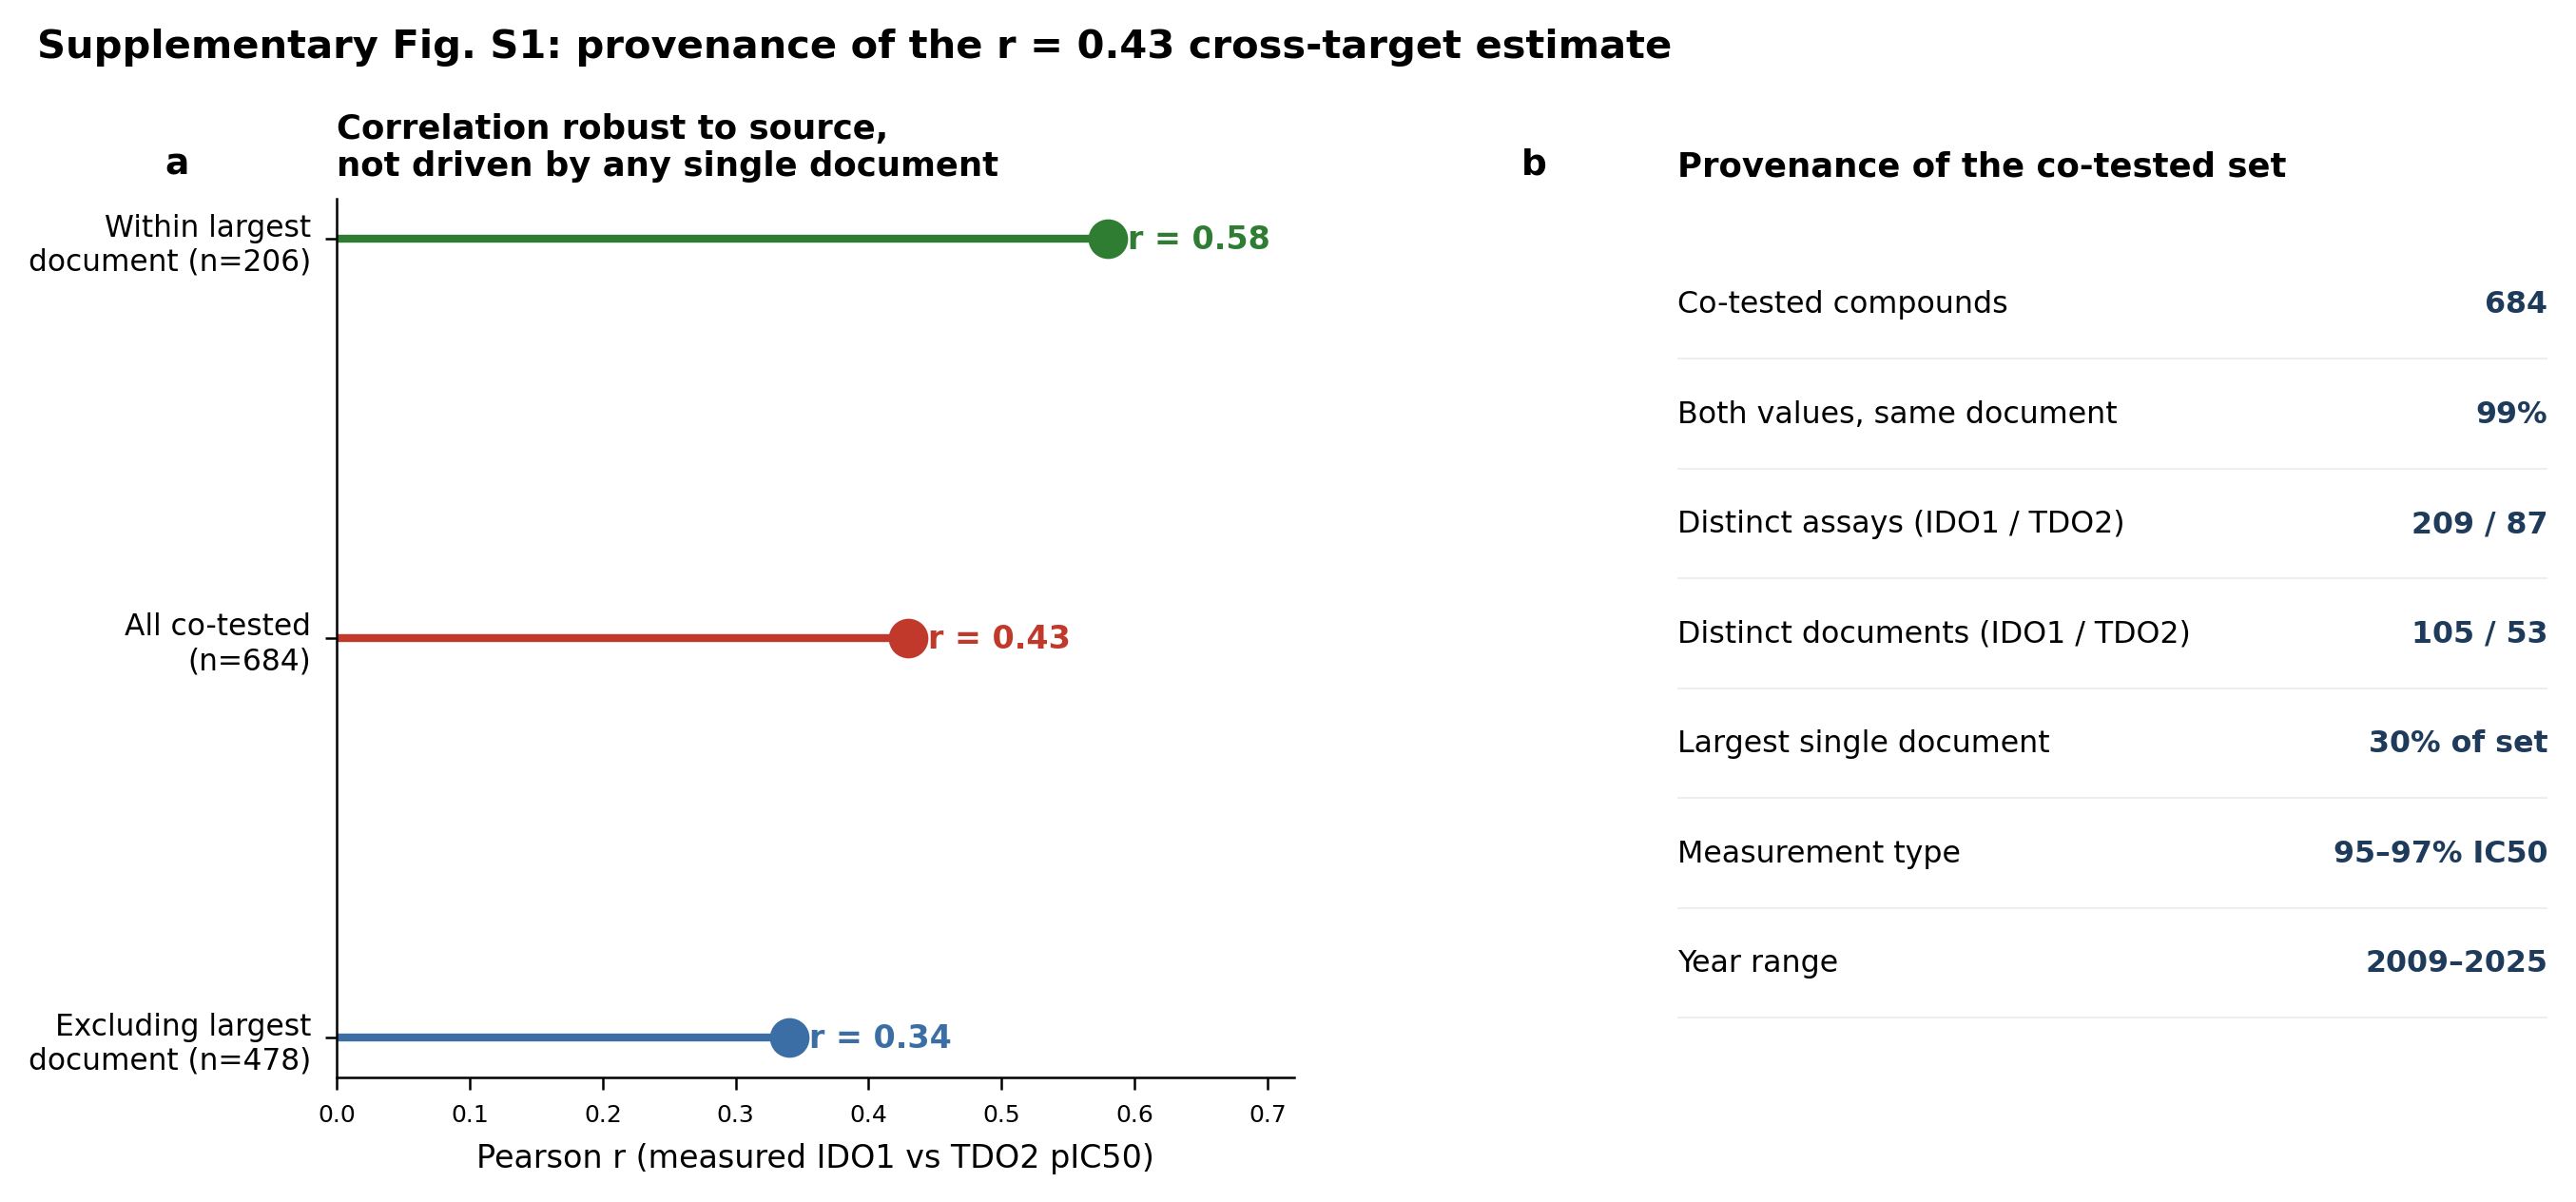 Supplementary Fig. S1: provenance of the r = 0.43 cross-target estimate
a
Correlation robust to source,
not driven by any single document
Within largest
document (n=206)
r = 0.58
All co-tested
(n=684)
r = 0.43
Excluding largest
document (n=478)
r = 0.34
0.0 0.1 0.2 0.3 0.4 0.5 0.6 0.7
Pearson r (measured IDO1 vs TDO2 pIC50)
b
Provenance of the co-tested set
Co-tested compounds 684
Both values, same document 99%
Distinct assays (IDO1 / TDO2) 209 / 87
Distinct documents (IDO1 / TDO2) 105 / 53
Largest single document 30% of set
Measurement type 95–97% IC50
Year range 2009–2025